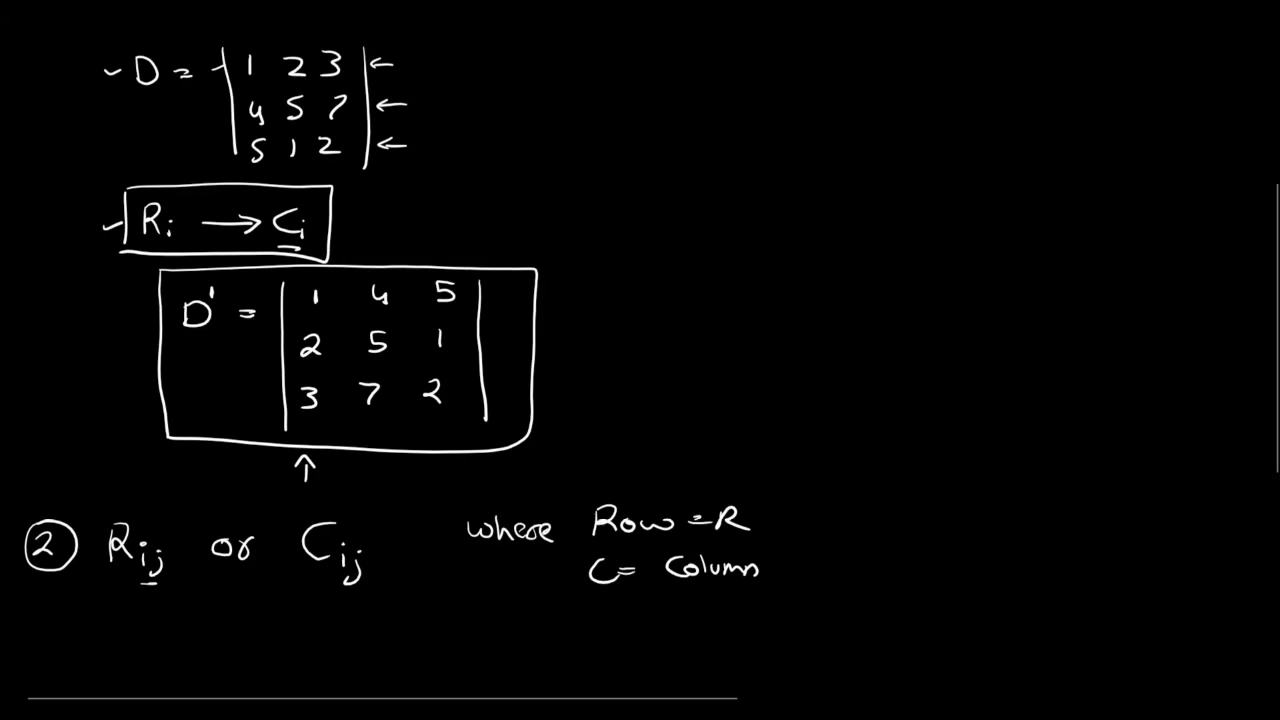 D = | 1 2 3 | ←
| 4 5 7 | ←
| 5 1 2 | ←
Ri → Ci
D' = | 1 4 5 |
| 2 5 1 |
| 3 7 2 |
↑
② Rij or Cij where Row = R
C = Column